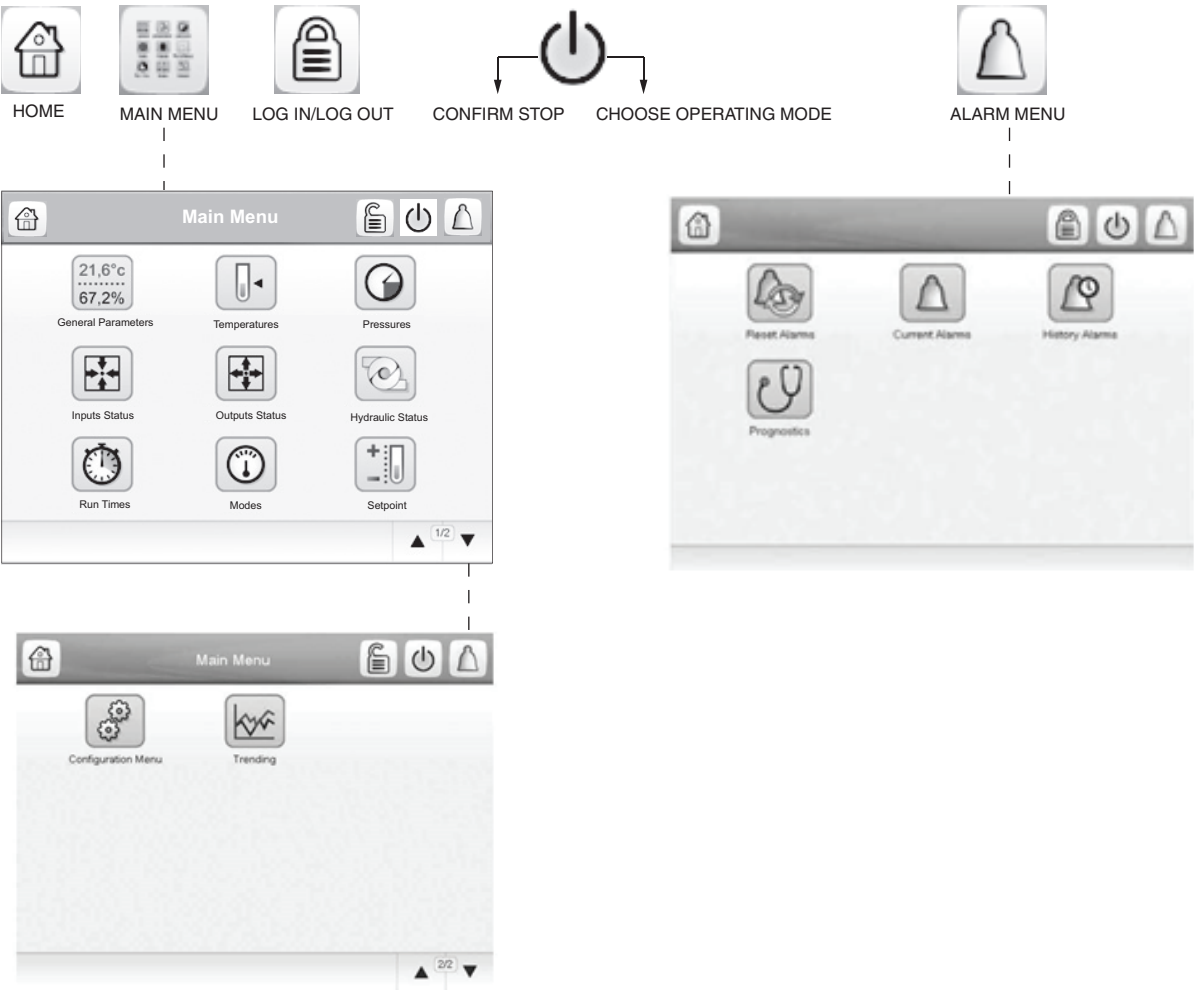 HOME
MAIN MENU
LOG IN/LOG OUT
CONFIRM STOP
CHOOSE OPERATING MODE
ALARM MENU
Main Menu
21,6°c
67,2%
General Parameters
Temperatures
Pressures
Inputs Status
Outputs Status
Hydraulic Status
Run Times
Modes
Setpoint
1/2
Reset Alarms
Current Alarms
History Alarms
Prognostics
Main Menu
Configuration Menu
Trending
2/2